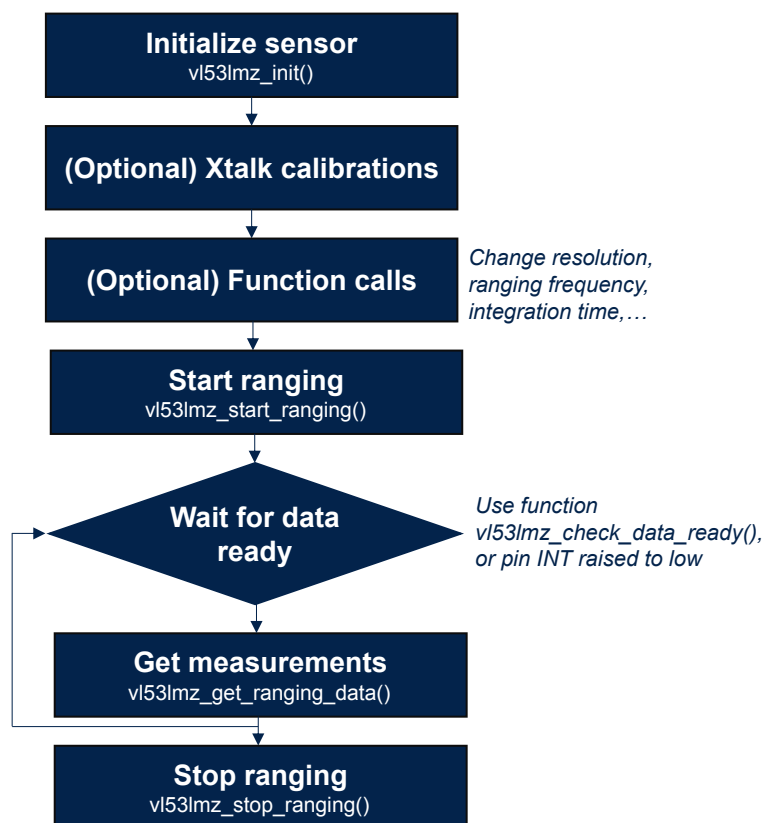 Initialize sensor
vl53lmz_init()
(Optional) Xtalk calibrations
(Optional) Function calls
Change resolution,
ranging frequency,
integration time,…
Start ranging
vl53lmz_start_ranging()
Wait for data
ready
Use function
vl53lmz_check_data_ready(),
or pin INT raised to low
Get measurements
vl53lmz_get_ranging_data()
Stop ranging
vl53lmz_stop_ranging()